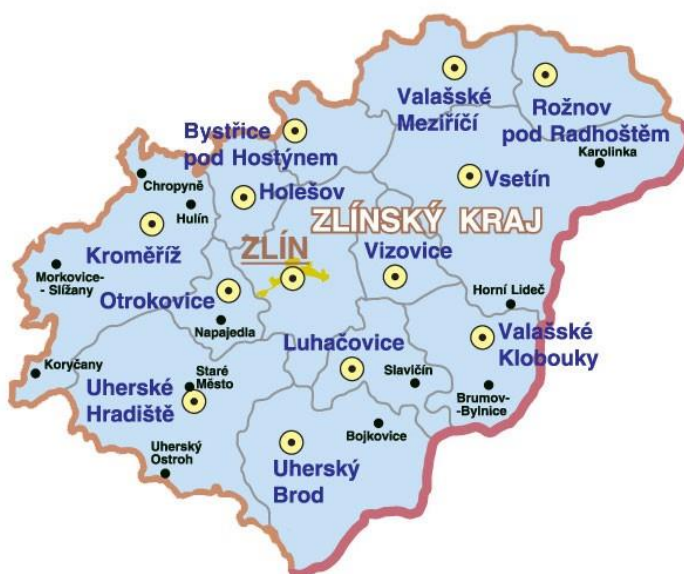 Valašské
Meziříčí
Rožnov
pod Radhoštěm
Karolinka
Bystřice
pod Hostýnem
Chropyně
Holešov
Vsetín
Hulín
ZLÍNSKÝ KRAJ
Kroměříž
ZLÍN
Vizovice
Morkovice-
- Slížany
Otrokovice
Horní Lideč
Napajedla
Luhačovice
Valašské
Klobouky
Koryčany
Staré
Město
Slavičín
Uherské
Hradiště
Brumov-
-Bylnice
Bojkovice
Uherský
Ostroh
Uherský
Brod